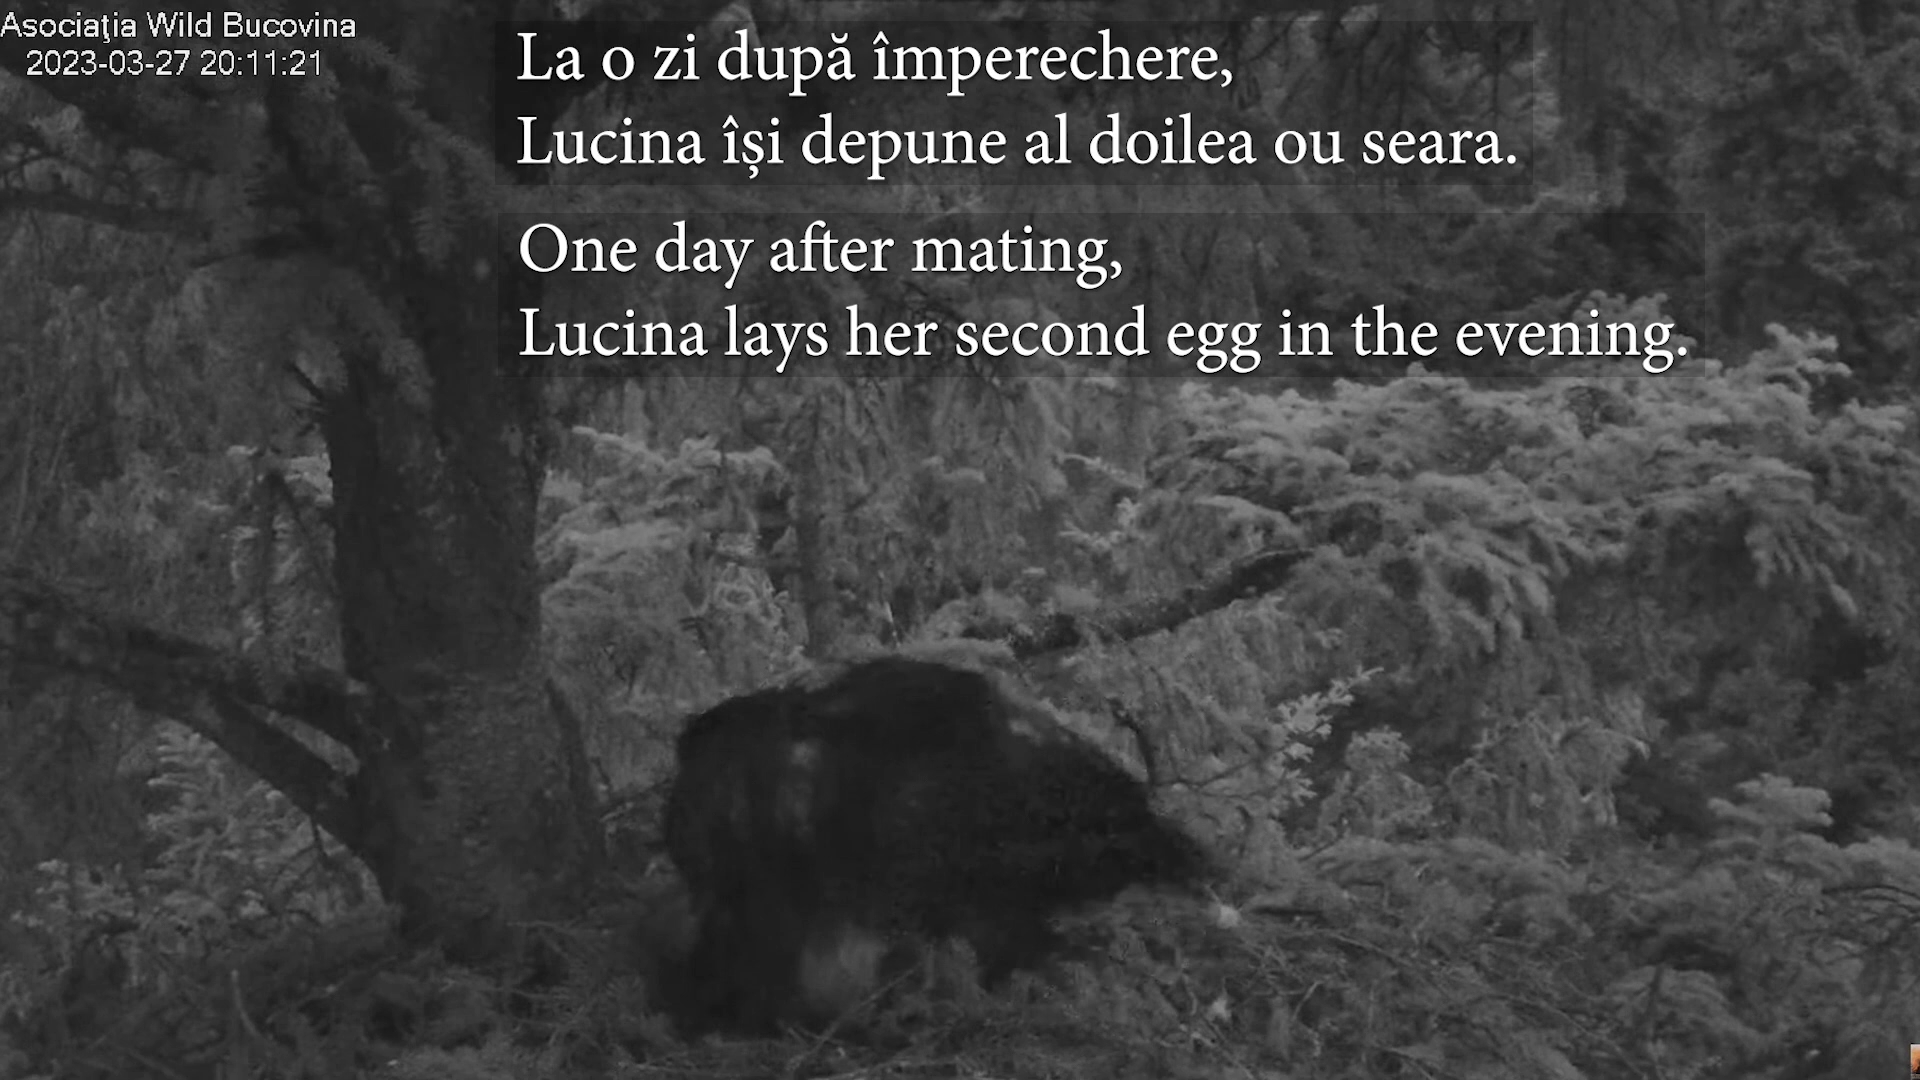 Asociaţia Wild Bucovina
2023-03-27 20:11:21
La o zi după împerechere,
Lucina își depune al doilea ou seara.
One day after mating,
Lucina lays her second egg in the evening.